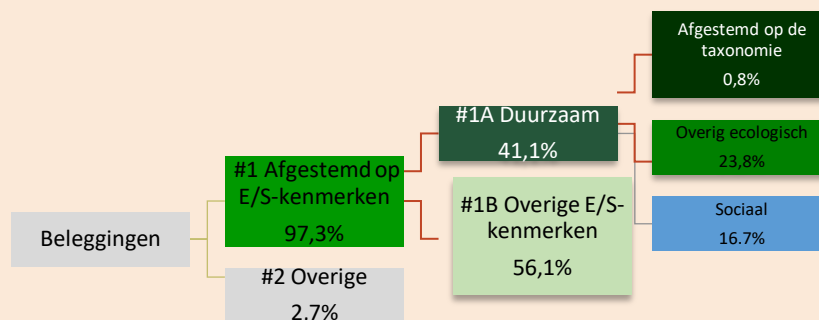 Beleggingen
#1 Afgestemd op
E/S-kenmerken
97,3%
#2 Overige
2,7%
#1A Duurzaam
41,1%
#1B Overige E/S-
kenmerken
56,1%
Afgestemd op de
taxonomie
0,8%
Overig ecologisch
23,8%
Sociaal
16.7%